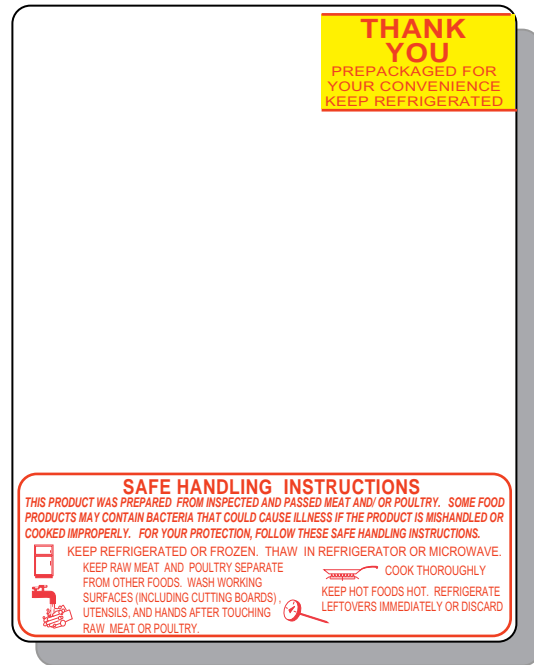 THANK
YOU
PREPACKAGED FOR
YOUR CONVENIENCE
KEEP REFRIGERATED
SAFE HANDLING INSTRUCTIONS
THIS PRODUCT WAS PREPARED FROM INSPECTED AND PASSED MEAT AND/ OR POULTRY. SOME FOOD
PRODUCTS MAY CONTAIN BACTERIA THAT COULD CAUSE ILLNESS IF THE PRODUCT IS MISHANDLED OR
COOKED IMPROPERLY. FOR YOUR PROTECTION, FOLLOW THESE SAFE HANDLING INSTRUCTIONS.
KEEP REFRIGERATED OR FROZEN. THAW IN REFRIGERATOR OR MICROWAVE.
KEEP RAW MEAT AND POULTRY SEPARATE
FROM OTHER FOODS. WASH WORKING
SURFACES (INCLUDING CUTTING BOARDS) ,
UTENSILS, AND HANDS AFTER TOUCHING
RAW MEAT OR POULTRY.
COOK THOROUGHLY
KEEP HOT FOODS HOT. REFRIGERATE
LEFTOVERS IMMEDIATELY OR DISCARD